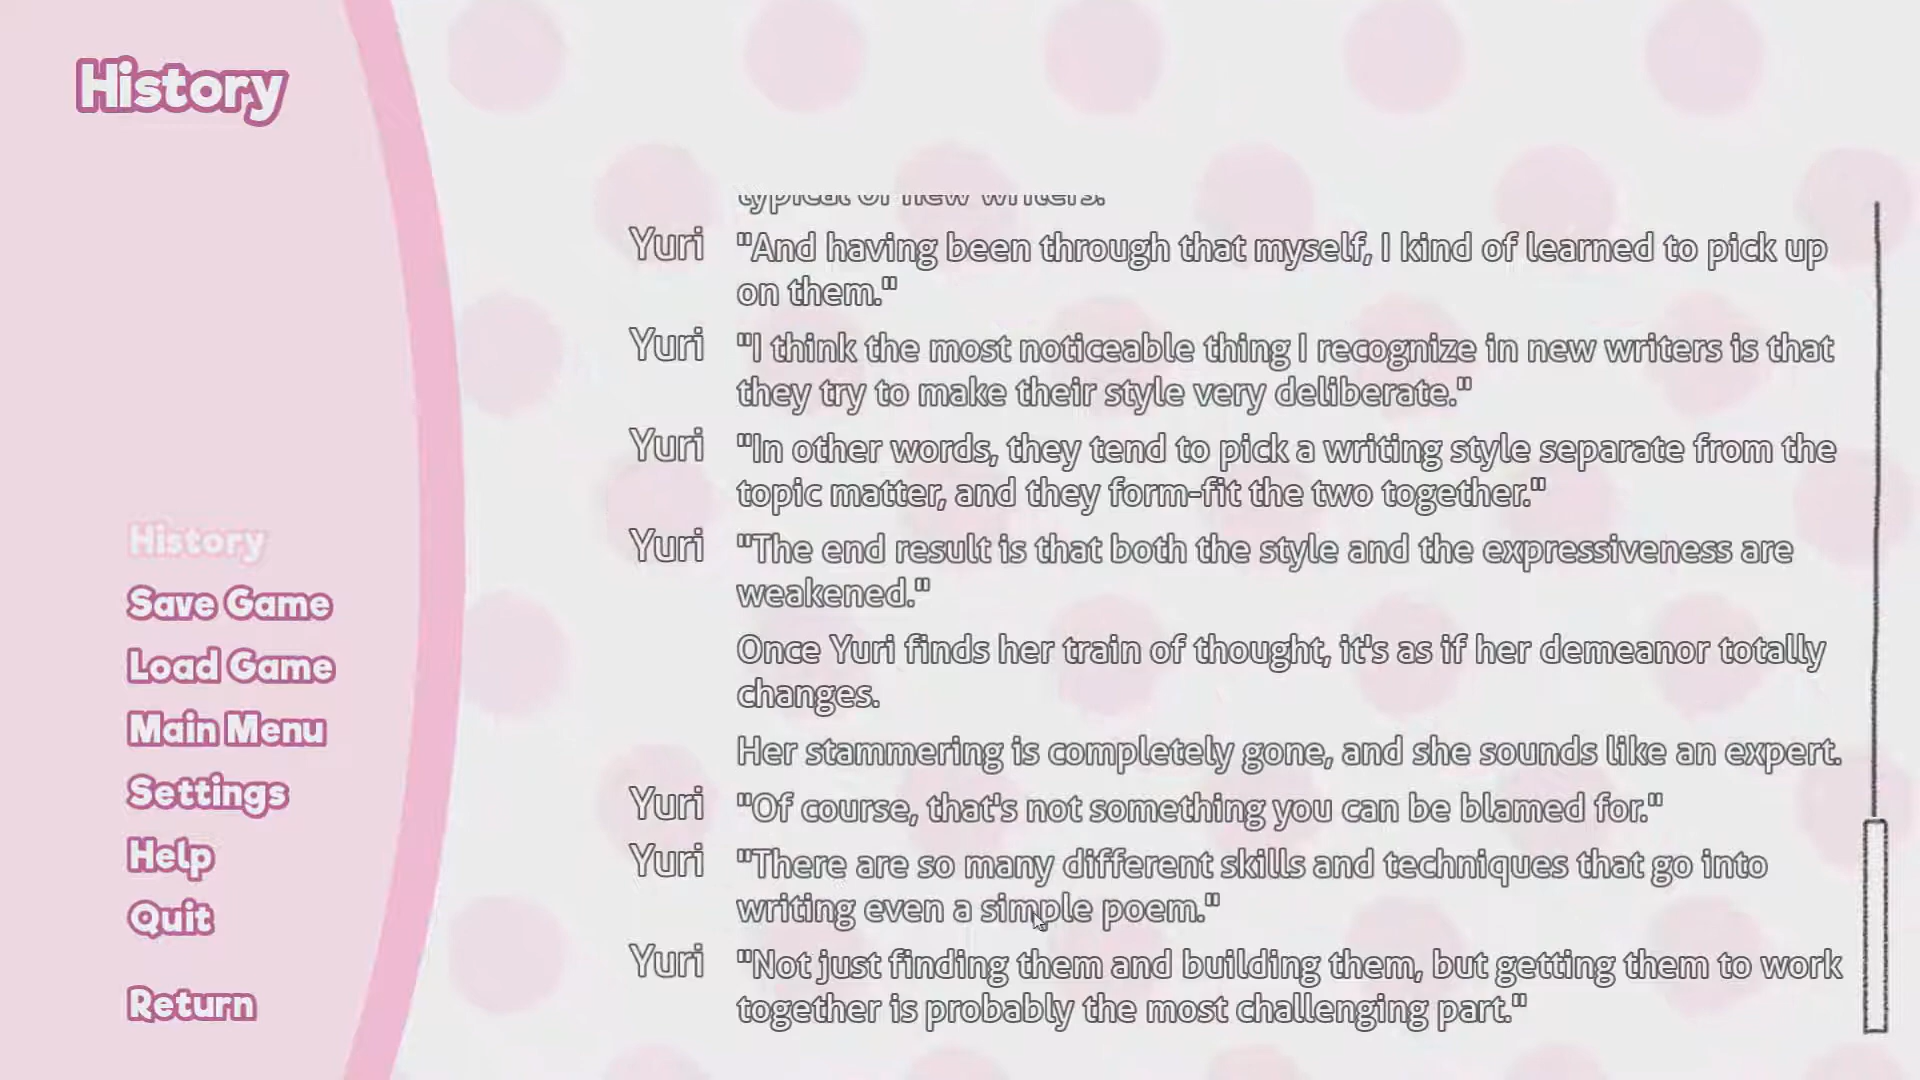 History
typical of new writers.
Yuri "And having been through that myself, I kind of learned to pick up
on them."
Yuri "I think the most noticeable thing I recognize in new writers is that
they try to make their style very deliberate."
Yuri "In other words, they tend to pick a writing style separate from the
topic matter, and they form-fit the two together."
Yuri "The end result is that both the style and the expressiveness are
weakened."
Once Yuri finds her train of thought, it's as if her demeanor totally
changes.
Her stammering is completely gone, and she sounds like an expert.
Yuri "Of course, that's not something you can be blamed for."
Yuri "There are so many different skills and techniques that go into
writing even a simple poem."
Yuri "Not just finding them and building them, but getting them to work
together is probably the most challenging part."
History
Save Game
Load Game
Main Menu
Settings
Help
Quit
Return